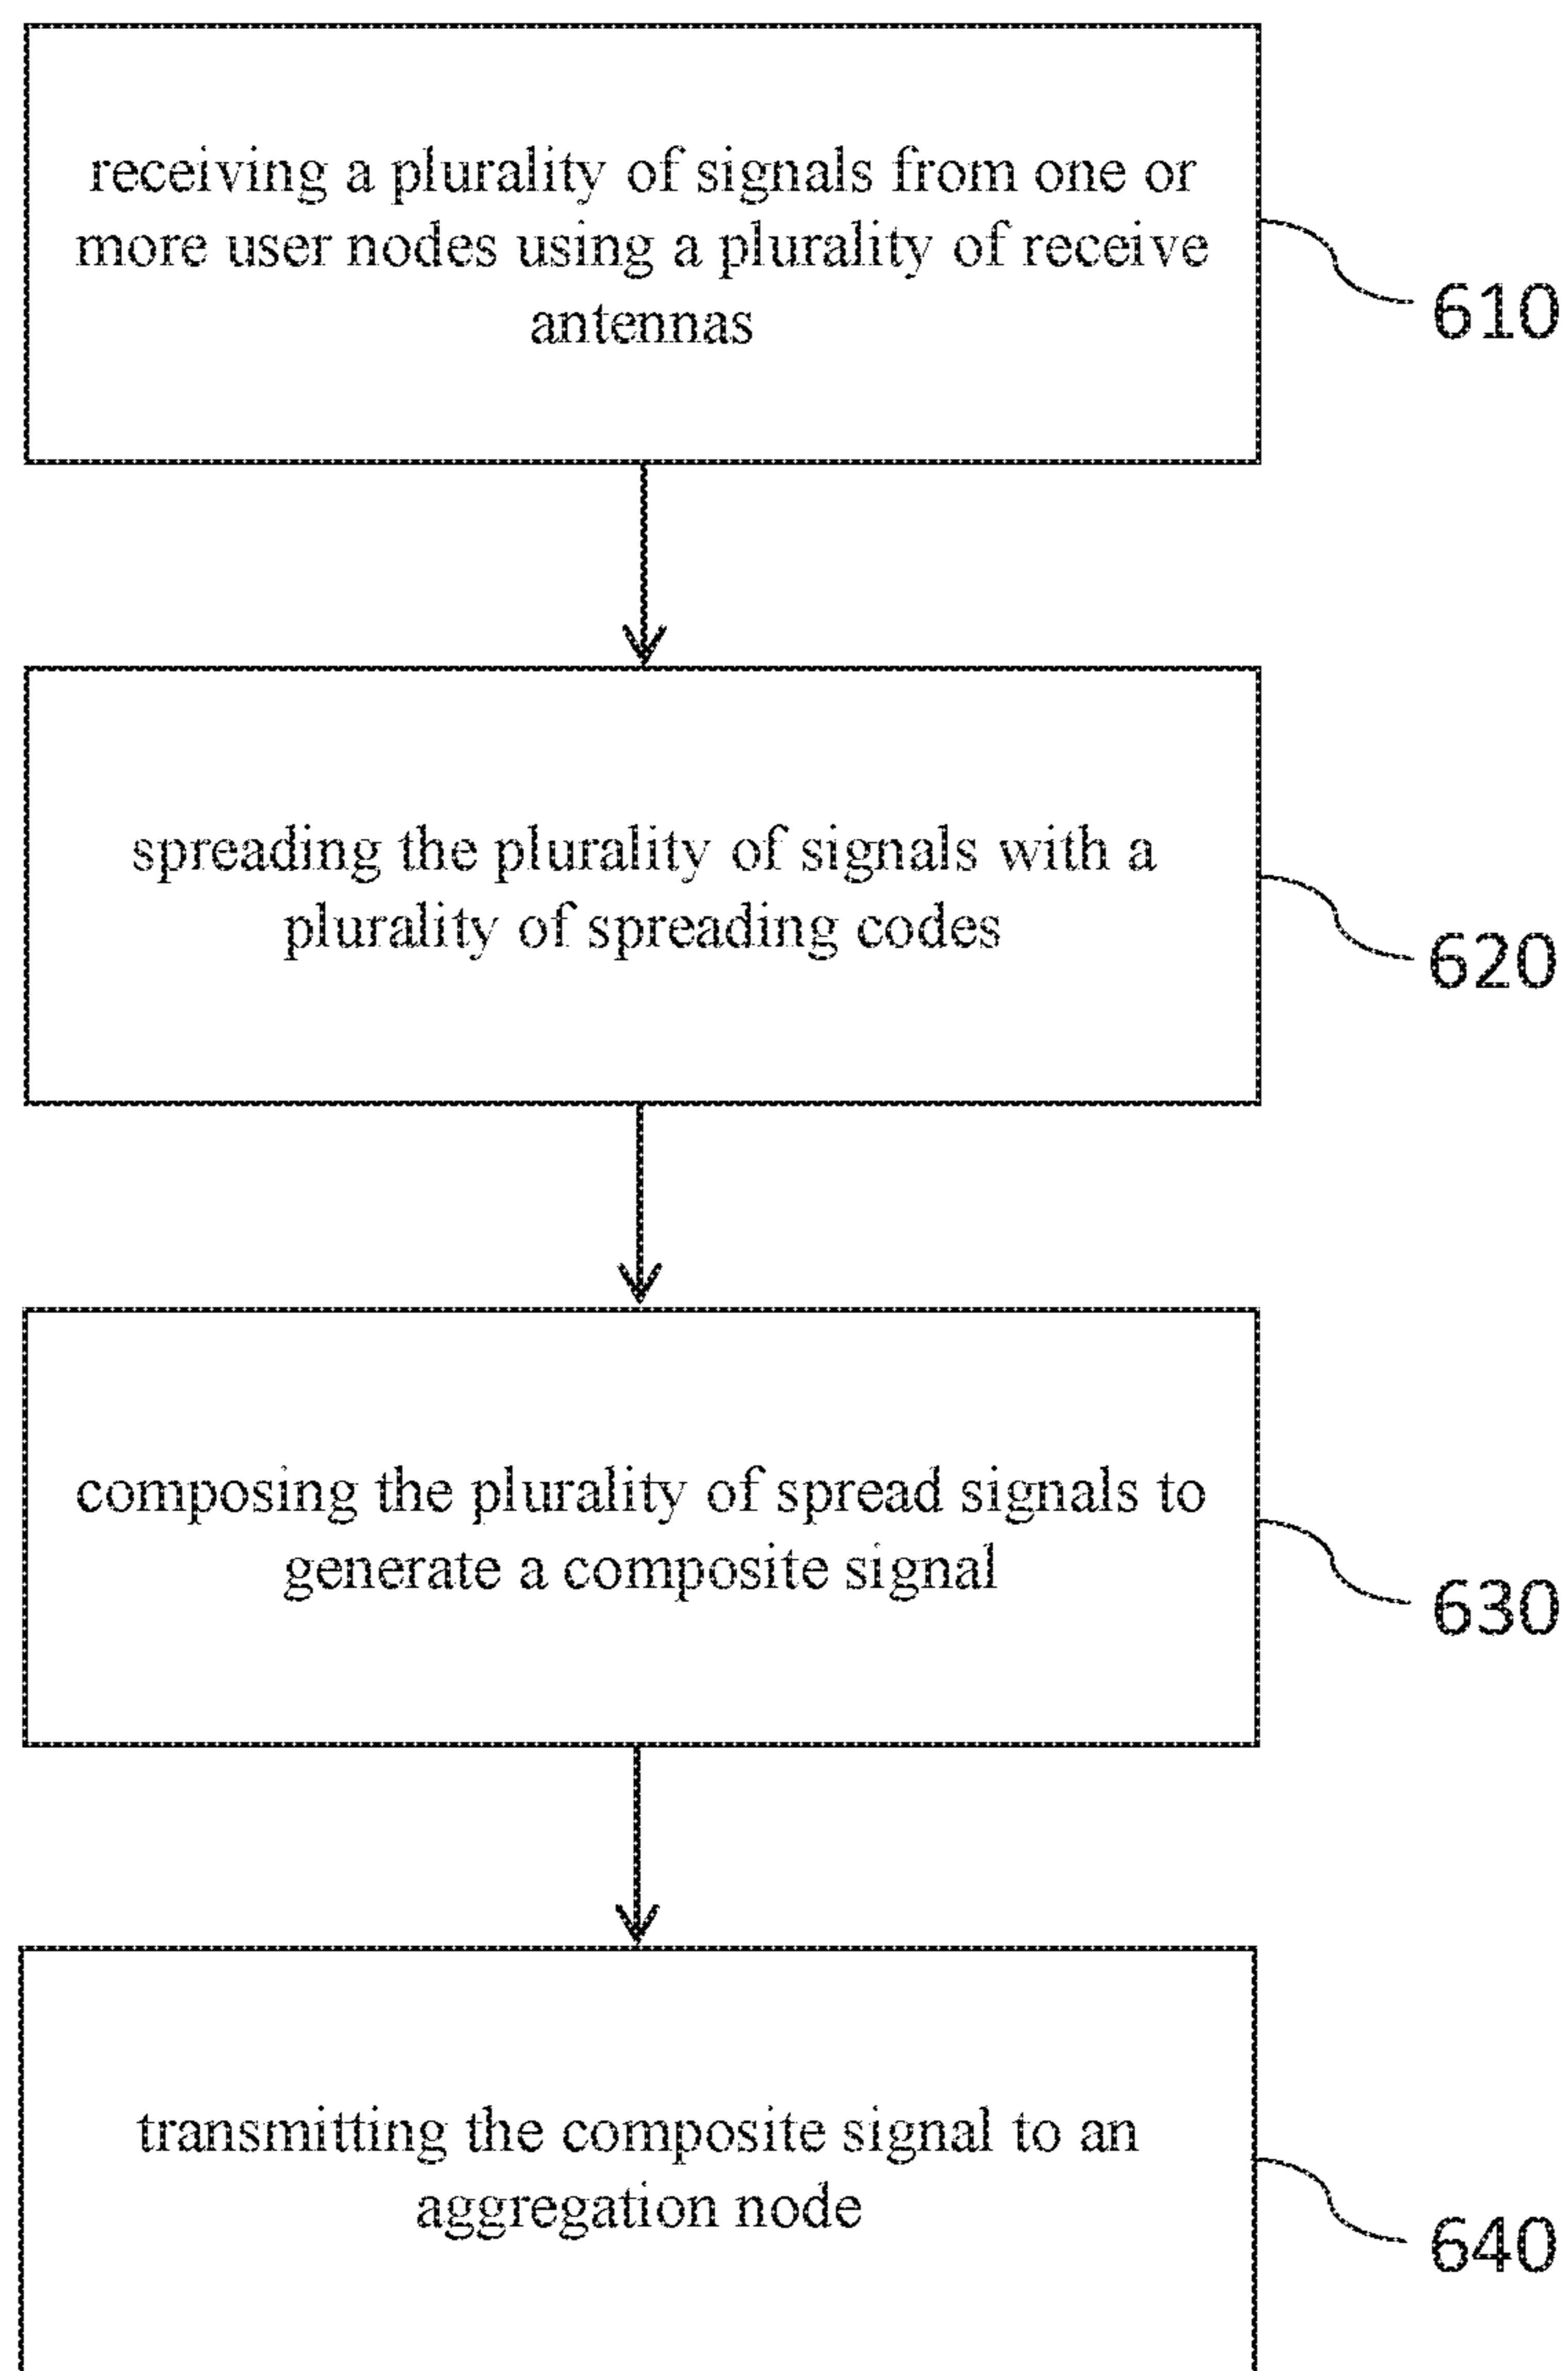 receiving a plurality of signals from one or
more user nodes using a plurality of receive
antennas
610
spreading the plurality of signals with a
plurality of spreading codes
620
composing the plurality of spread signals to
generate a composite signal
630
transmitting the composite signal to an
aggregation node
640